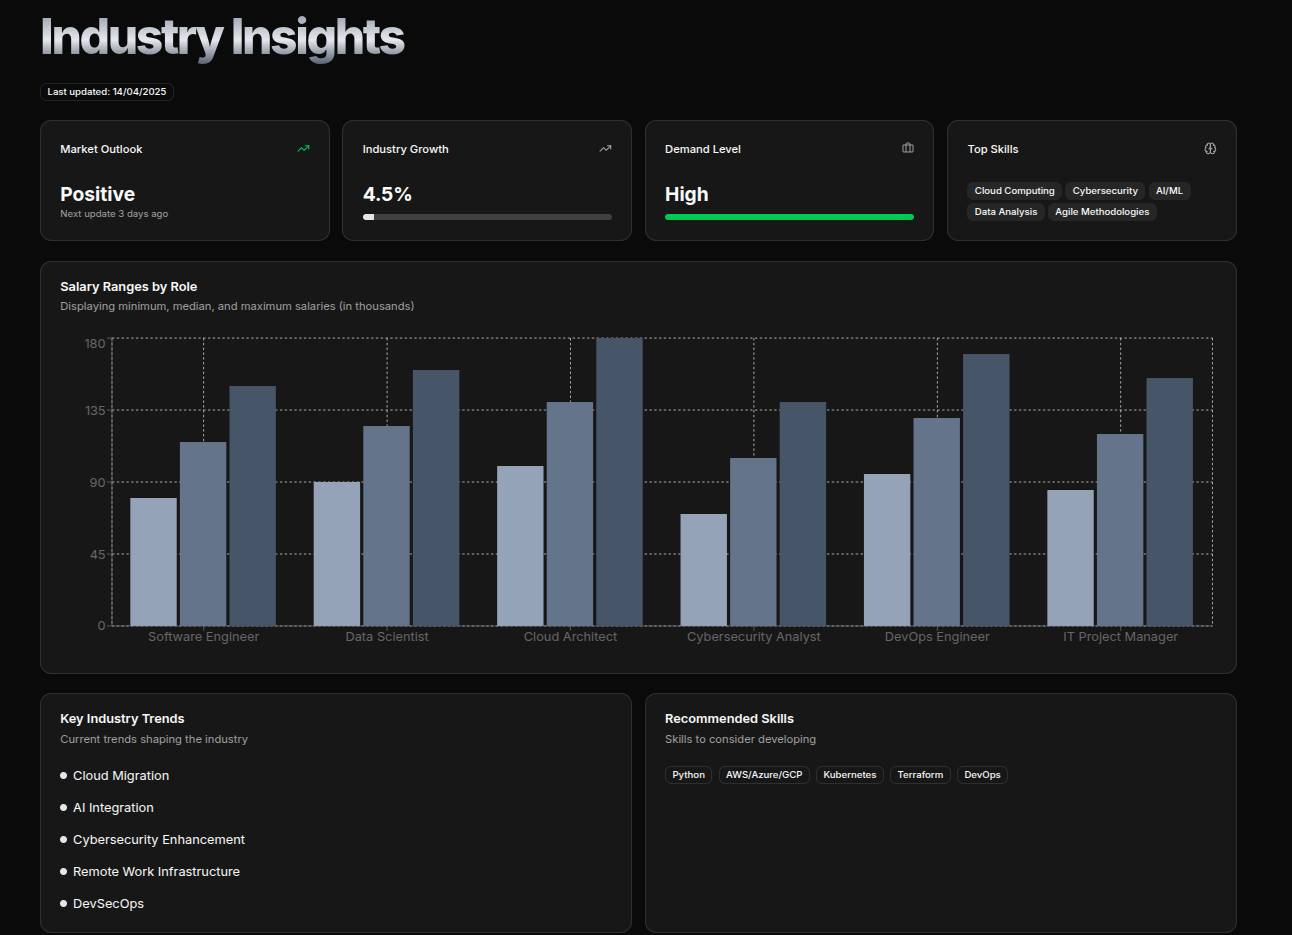 Industry Insights
Last updated: 14/04/2025
Market Outlook
Positive
Next update 3 days ago
Industry Growth
4.5%
Demand Level
High
Top Skills
Cloud Computing Cybersecurity AI/ML
Data Analysis Agile Methodologies
Salary Ranges by Role
Displaying minimum, median, and maximum salaries (in thousands)
180
135
90
45
0
Software Engineer Data Scientist Cloud Architect Cybersecurity Analyst DevOps Engineer IT Project Manager
Key Industry Trends
Current trends shaping the industry
Cloud Migration
AI Integration
Cybersecurity Enhancement
Remote Work Infrastructure
DevSecOps
Recommended Skills
Skills to consider developing
Python AWS/Azure/GCP Kubernetes Terraform DevOps